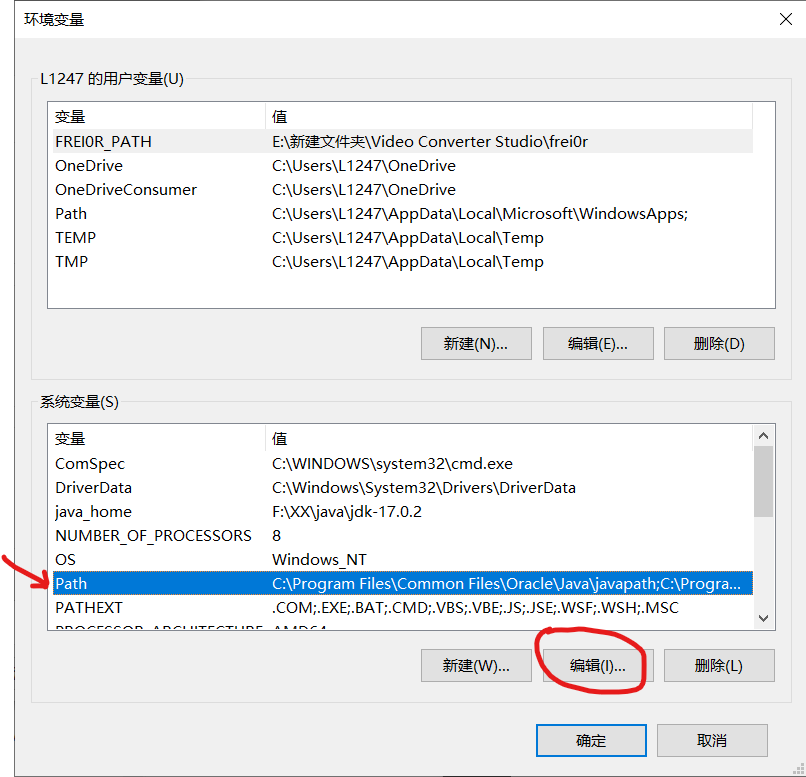 环境变量
L1247 的用户变量(U)
变量 值
FREI0R_PATH E:\新建文件夹\Video Converter Studio\frei0r
OneDrive C:\Users\L1247\OneDrive
OneDriveConsumer C:\Users\L1247\OneDrive
Path C:\Users\L1247\AppData\Local\Microsoft\WindowsApps;
TEMP C:\Users\L1247\AppData\Local\Temp
TMP C:\Users\L1247\AppData\Local\Temp
新建(N)... 编辑(E)... 删除(D)
系统变量(S)
变量 值
ComSpec C:\WINDOWS\system32\cmd.exe
DriverData C:\Windows\System32\Drivers\DriverData
java_home F:\XX\java\jdk-17.0.2
NUMBER_OF_PROCESSORS 8
OS Windows_NT
Path C:\Program Files\Common Files\Oracle\Java\javapath;C:\Progra...
PATHEXT .COM;.EXE;.BAT;.CMD;.VBS;.VBE;.JS;.JSE;.WSF;.WSH;.MSC
PROCESSOR_ARCHITECTURE AMD64
新建(W)... 编辑(I)... 删除(L)
确定 取消